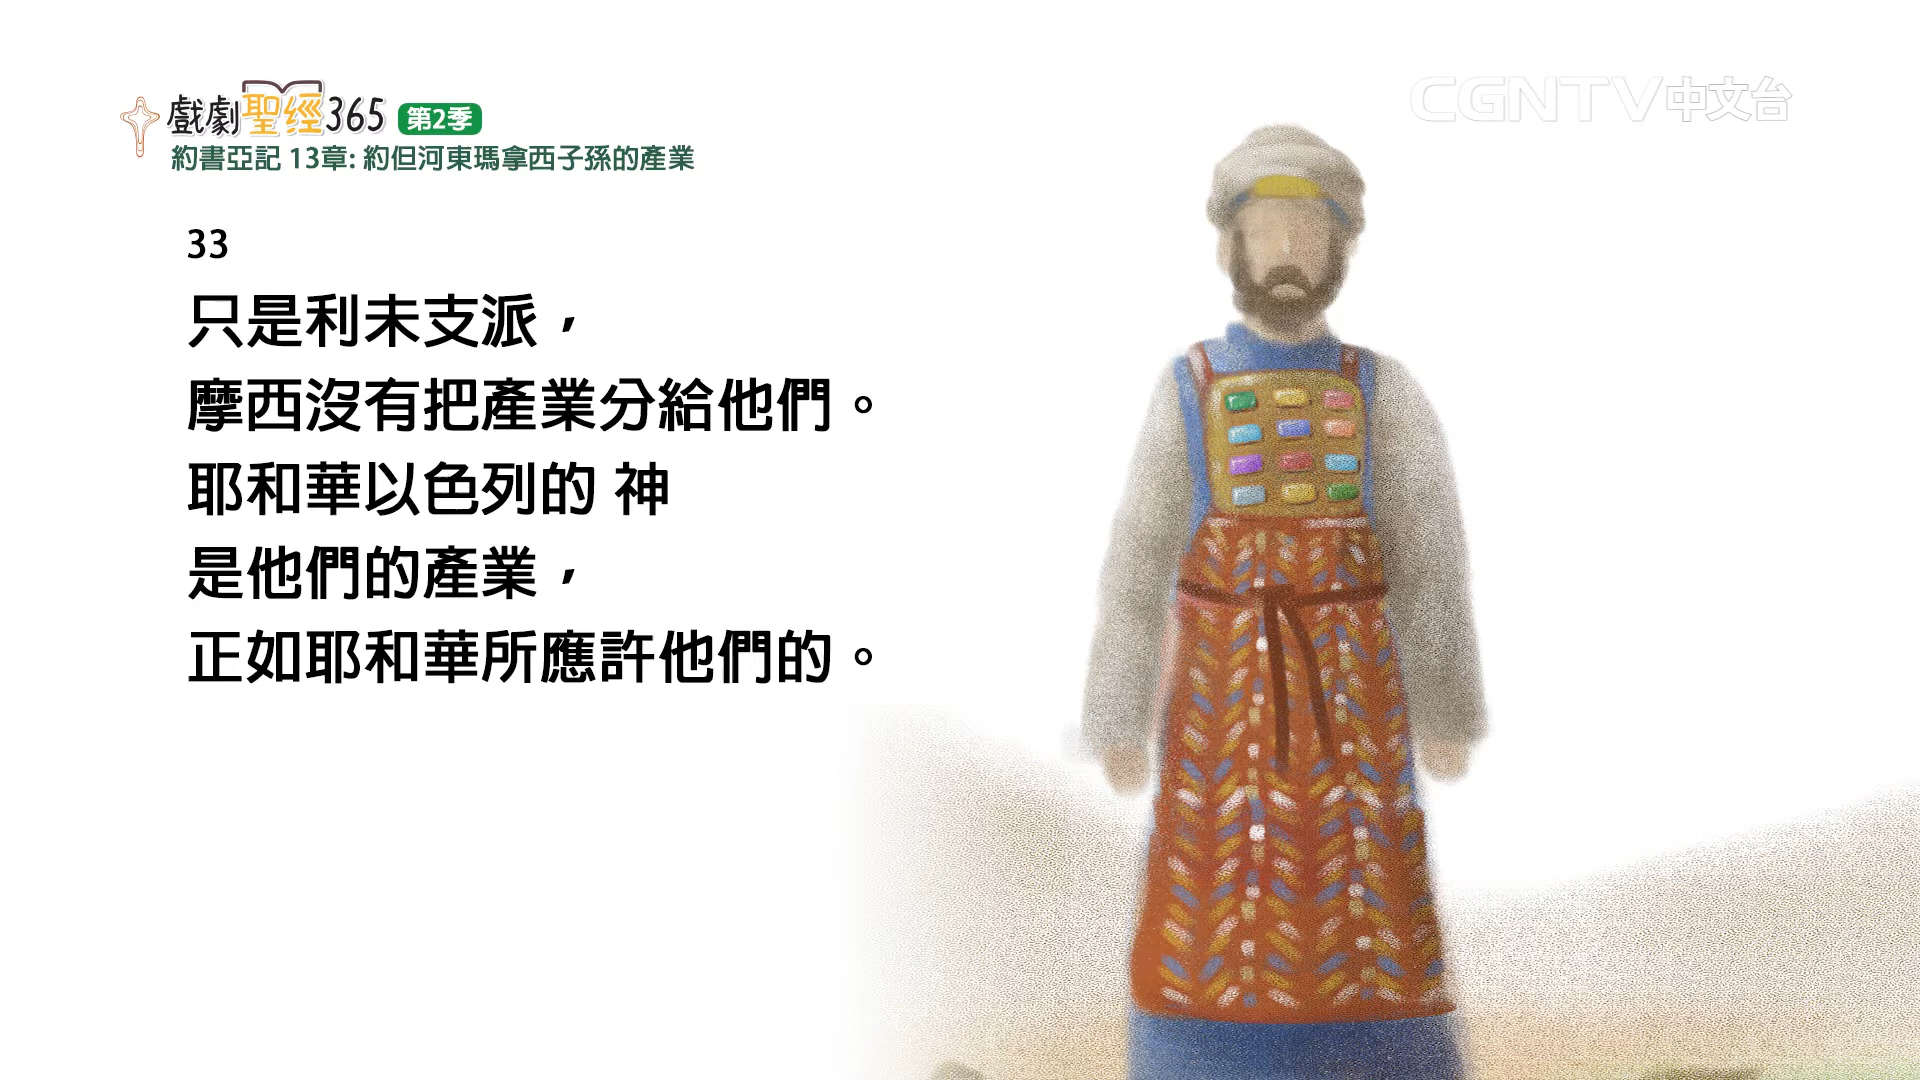 戲劇聖經365 第2季
CGNTV中文台
約書亞記 13章: 約但河東瑪拿西子孫的產業
33
只是利未支派，
摩西沒有把產業分給他們。
耶和華以色列的 神
是他們的產業，
正如耶和華所應許他們的。